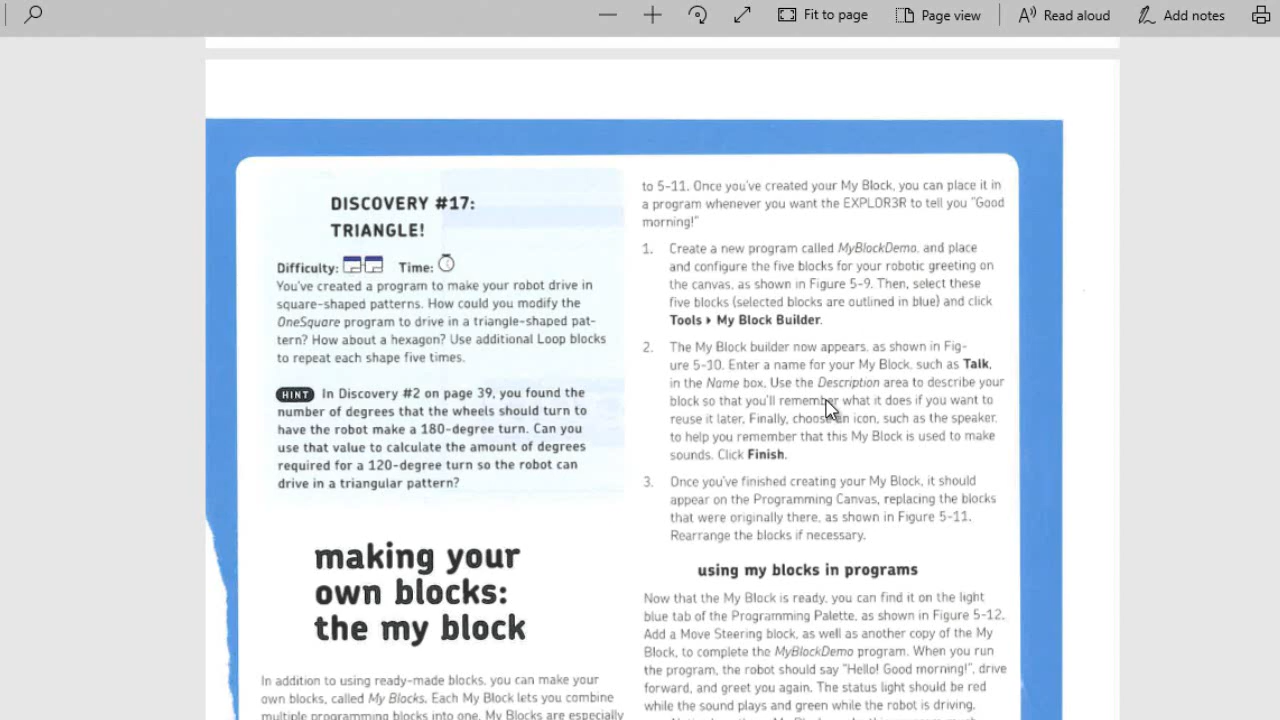 Fit to page
Page view
Read aloud
Add notes
DISCOVERY #17:
TRIANGLE!
Difficulty: Time:
You've created a program to make your robot drive in
square-shaped patterns. How could you modify the
OneSquare program to drive in a triangle-shaped pat-
tern? How about a hexagon? Use additional Loop blocks
to repeat each shape five times.
HINT In Discovery #2 on page 39, you found the
number of degrees that the wheels should turn to
have the robot make a 180-degree turn. Can you
use that value to calculate the amount of degrees
required for a 120-degree turn so the robot can
drive in a triangular pattern?
making your
own blocks:
the my block
In addition to using ready-made blocks, you can make your
own blocks, called My Blocks. Each My Block lets you combine
multiple programming blocks into one. My Blocks are especially
to 5-11. Once you've created your My Block, you can place it in
a program whenever you want the EXPLOR3R to tell you "Good
morning!"
1. Create a new program called MyBlockDemo, and place
and configure the five blocks for your robotic greeting on
the canvas, as shown in Figure 5-9. Then, select these
five blocks (selected blocks are outlined in blue) and click
Tools ▸ My Block Builder.
2. The My Block builder now appears, as shown in Fig-
ure 5-10. Enter a name for your My Block, such as Talk,
in the Name box. Use the Description area to describe your
block so that you'll remember what it does if you want to
reuse it later. Finally, choose an icon, such as the speaker,
to help you remember that this My Block is used to make
sounds. Click Finish.
3. Once you've finished creating your My Block, it should
appear on the Programming Canvas, replacing the blocks
that were originally there, as shown in Figure 5-11.
Rearrange the blocks if necessary.
using my blocks in programs
Now that the My Block is ready, you can find it on the light
blue tab of the Programming Palette, as shown in Figure 5-12.
Add a Move Steering block, as well as another copy of the My
Block, to complete the MyBlockDemo program. When you run
the program, the robot should say "Hello! Good morning!", drive
forward, and greet you again. The status light should be red
while the sound plays and green while the robot is driving.